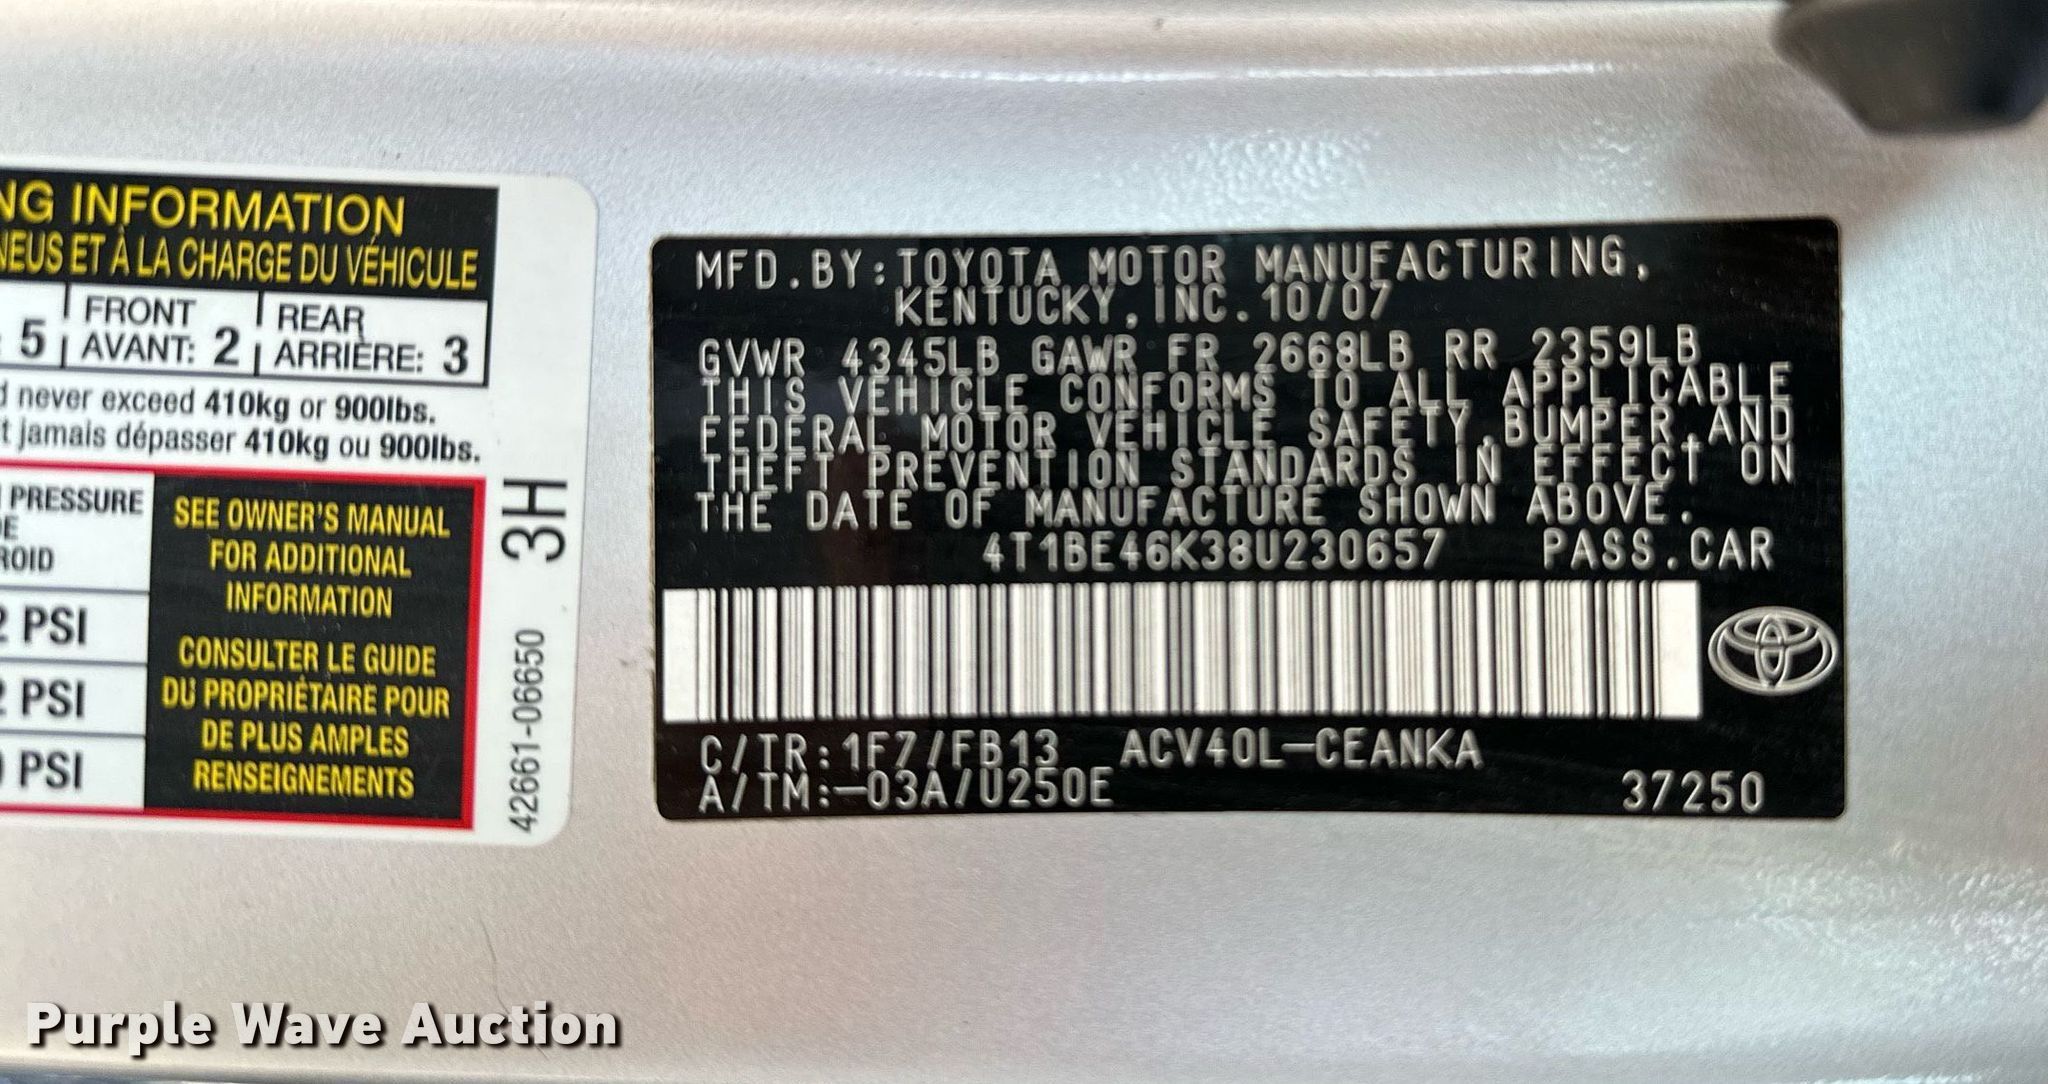 NG INFORMATION
NEUS ET À LA CHARGE DU VÉHICULE
5 FRONT AVANT: 2 REAR ARRIÈRE: 3
never exceed 410kg or 900lbs.
jamais dépasser 410kg ou 900lbs.
PRESSURE
ROID
2 PSI
2 PSI
PSI
SEE OWNER'S MANUAL
FOR ADDITIONAL
INFORMATION
CONSULTER LE GUIDE
DU PROPRIÉTAIRE POUR
DE PLUS AMPLES
RENSEIGNEMENTS
3H
42661-06650
MFD.BY:TOYOTA MOTOR MANUFACTURING,
KENTUCKY,INC.10/07
GVWR 4345LB GAWR FR 2668LB RR 2359LB
THIS VEHICLE CONFORMS TO ALL APPLICABLE
FEDERAL MOTOR VEHICLE SAFETY,BUMPER,AND
THEFT PREVENTION STANDARDS IN EFFECT ON
THE DATE OF MANUFACTURE SHOWN ABOVE.
4T1BE46K38U230657 PASS.CAR
C/TR:1F7/FB13 ACV40L-CEANKA
A/TM:-03A/U250E 37250
Purple Wave Auction